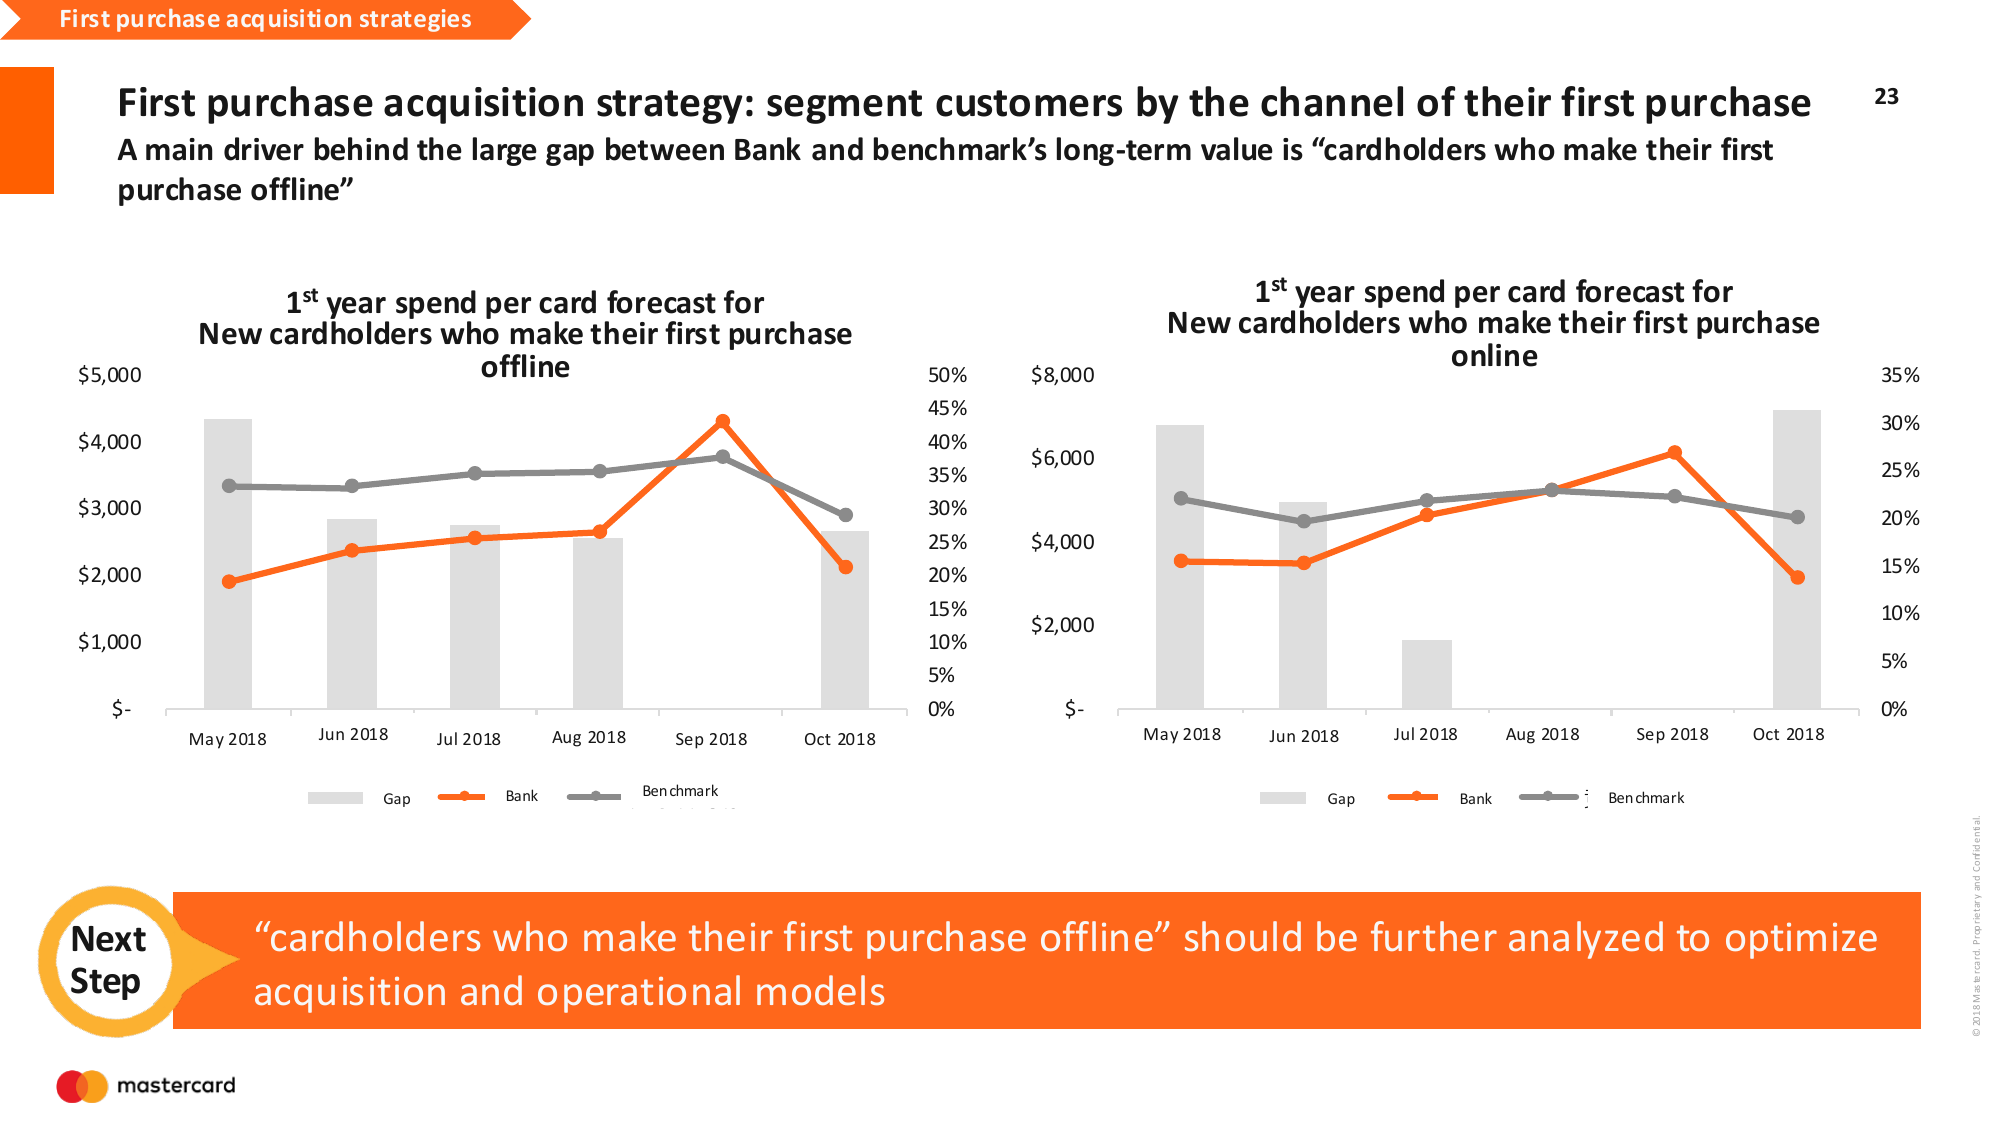 First purchase acquisition strategies
First purchase acquisition strategy: segment customers by the channel of their first purchase
23
A main driver behind the large gap between Bank and benchmark’s long-term value is “cardholders who make their first
purchase offline”
1st year spend per card forecast for
New cardholders who make their first purchase
offline
$5,000
$4,000
$3,000
$2,000
$1,000
$-
50%
45%
40%
35%
30%
25%
20%
15%
10%
5%
0%
May 2018
Jun 2018
Jul 2018
Aug 2018
Sep 2018
Oct 2018
Gap
Bank
Benchmark
1st year spend per card forecast for
New cardholders who make their first purchase
online
$8,000
$6,000
$4,000
$2,000
$-
35%
30%
25%
20%
15%
10%
5%
0%
May 2018
Jun 2018
Jul 2018
Aug 2018
Sep 2018
Oct 2018
Gap
Bank
Benchmark
Next
Step
“cardholders who make their first purchase offline” should be further analyzed to optimize
acquisition and operational models
mastercard
©2018 Mastercard. Proprietary and Confidential.